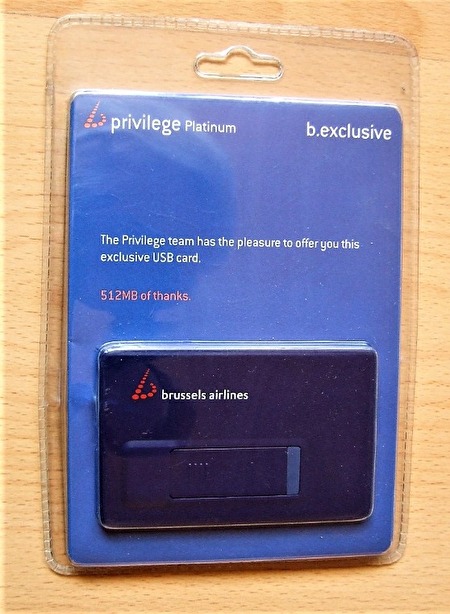 privilege Platinum
b.exclusive
The Privilege team has the pleasure to offer you this
exclusive USB card.
512MB of thanks.
brussels airlines